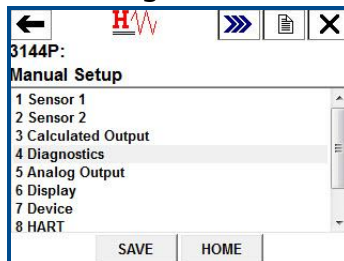 H
3144P:
Manual Setup
1 Sensor 1
2 Sensor 2
3 Calculated Output
4 Diagnostics
5 Analog Output
6 Display
7 Device
8 HART
SAVE HOME